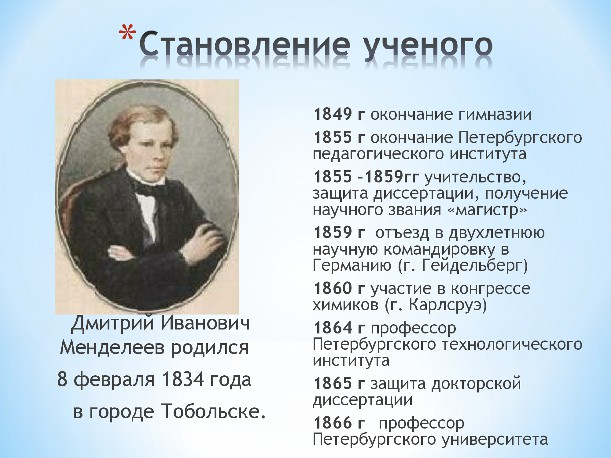 * Становление ученого
1849 г окончание гимназии
1855 г окончание Петербургского
педагогического института
1855 –1859гг учительство,
защита диссертации, получение
научного звания «магистр»
1859 г отъезд в двухлетнюю
научную командировку в
Германию (г. Гейдельберг)
1860 г участие в конгрессе
химиков (г. Карлсруэ)
1864 г профессор
Петербургского технологического
института
1865 г защита докторской
диссертации
1866 г профессор
Петербургского университета
Дмитрий Иванович
Менделеев родился
8 февраля 1834 года
в городе Тобольске.